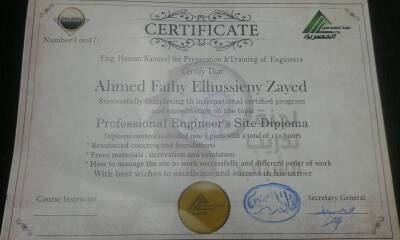 CERTIFICATE
Number ( 00047)
Eng. Hassan Kandeel for Preparation &Training of Engineers
Certify That
Ahmed Fathy Elhussieny Zayed
Successfully completing th international certified program
and examination on the topic
Professional Engineer's Site Diploma
Diploma content is divided into 3 parts with a total of 120 hours
* Reinforced concrete and foundations
* Front materials , decreation and insulation
* How to manage the site to work successfully and different order of work
With best wishes to excellence and success in his career
Course Instructor
Secretary General